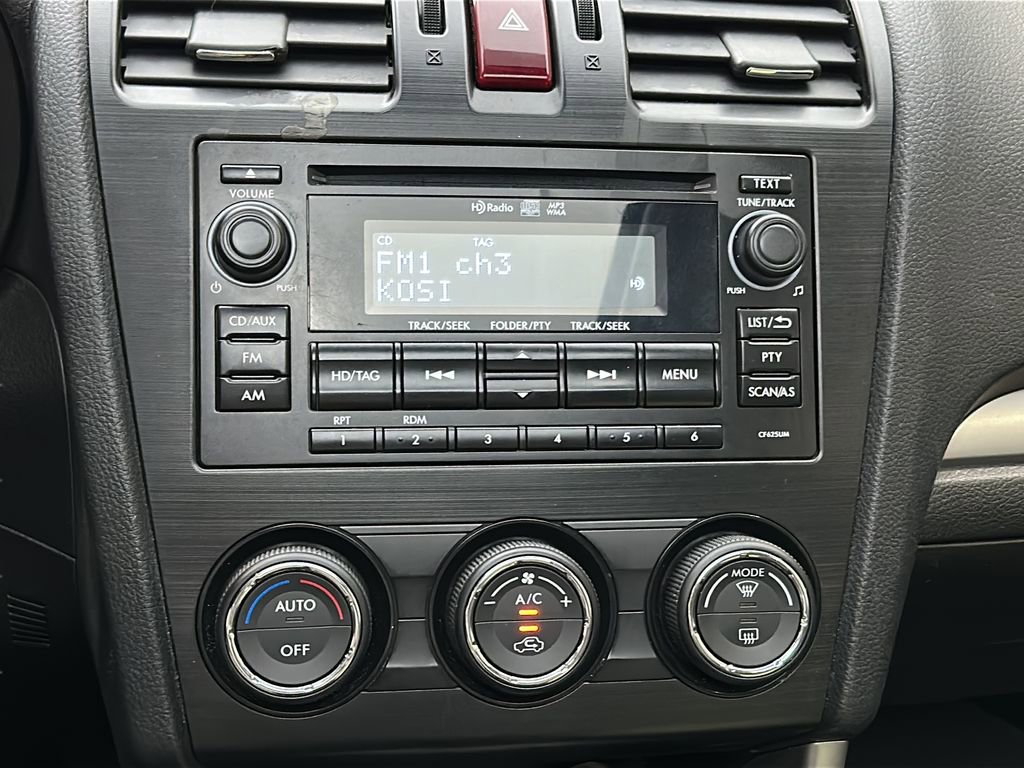 TEXT
VOLUME
TUNE/TRACK
HD Radio
MP3
WMA
CD TAG
FM1 ch3
KOSI
HD
PUSH
PUSH
CD/AUX
FM
AM
TRACK/SEEK FOLDER/PTY TRACK/SEEK
HD/TAG
MENU
LIST/
PTY
SCAN/AS
RPT RDM
1 2 3 4 5 6
CF625UM
AUTO
OFF
- A/C +
MODE